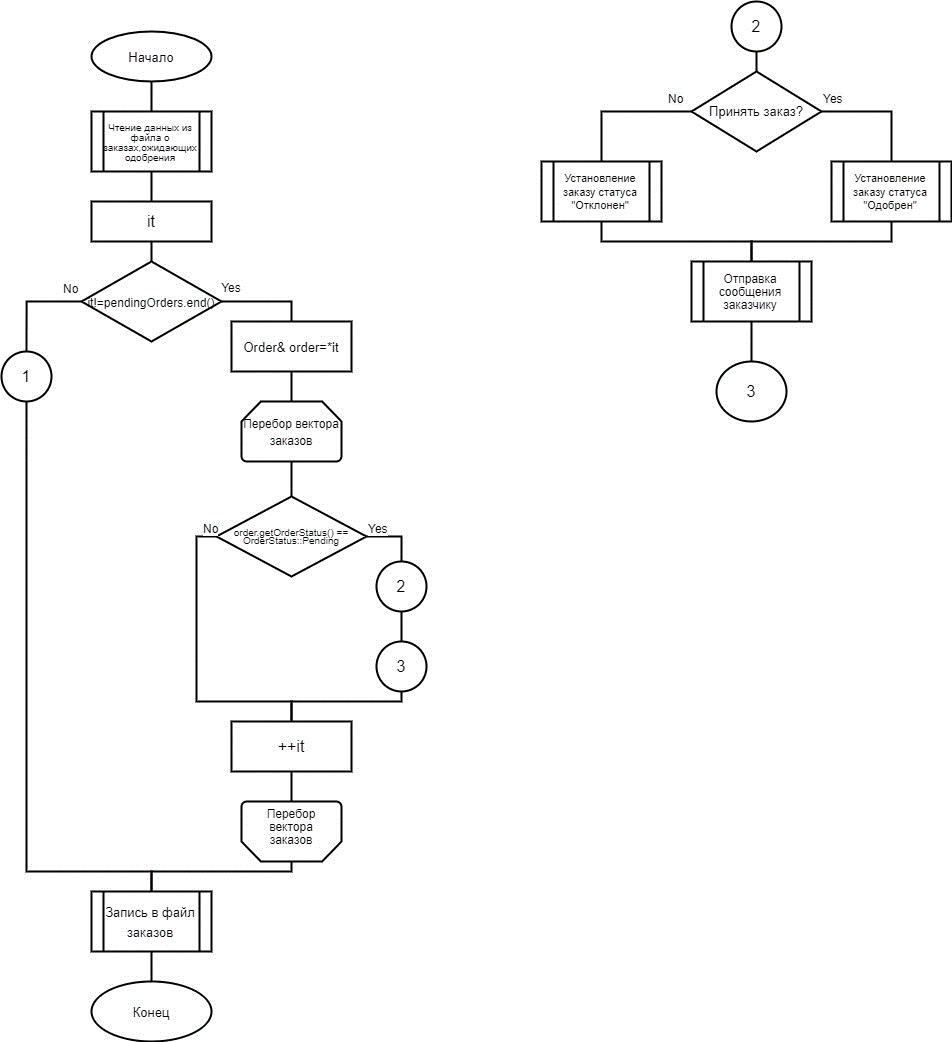 Начало
Чтение данных из
файла о
заказах,ожидающих
одобрения
it
No
Yes
it!=pendingOrders.end()
1
Order& order=*it
Перебор вектора
заказов
No
Yes
order.getOrderStatus() ==
OrderStatus::Pending
2
3
++it
Перебор
вектора
заказов
Запись в файл
заказов
Конец
2
No
Yes
Принять заказ?
Установление
заказу статуса
"Отклонен"
Установление
заказу статуса
"Одобрен"
Отправка
сообщения
заказчику
3